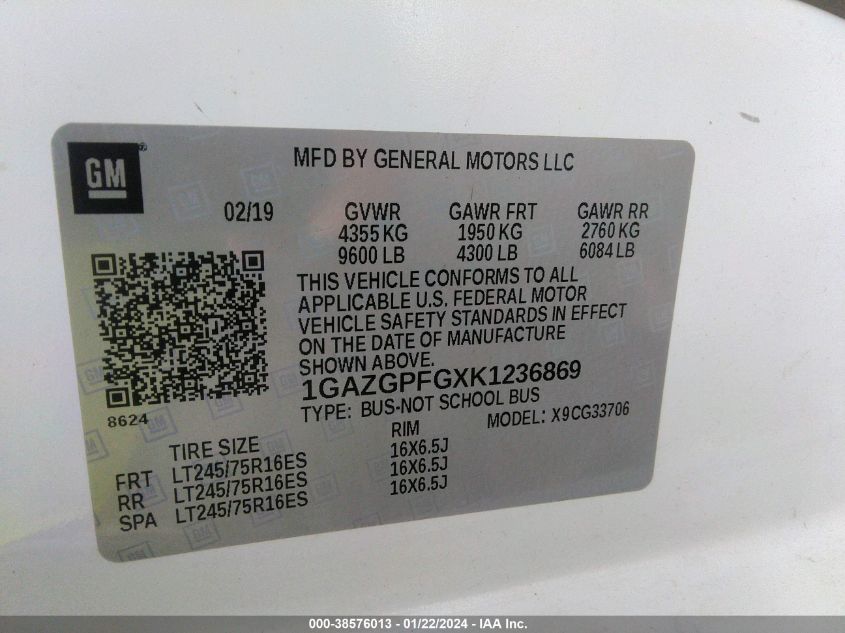 GM
MFD BY GENERAL MOTORS LLC
02/19 GVWR GAWR FRT GAWR RR
4355 KG 1950 KG 2760 KG
9600 LB 4300 LB 6084 LB
THIS VEHICLE CONFORMS TO ALL
APPLICABLE U.S. FEDERAL MOTOR
VEHICLE SAFETY STANDARDS IN EFFECT
ON THE DATE OF MANUFACTURE
SHOWN ABOVE.
1GAZGPFGXK1236869
8624
TYPE: BUS-NOT SCHOOL BUS
MODEL: X9CG33706
TIRE SIZE RIM
FRT LT245/75R16ES 16X6.5J
RR LT245/75R16ES 16X6.5J
SPA LT245/75R16ES 16X6.5J
000-38576013 - 01/22/2024 - IAA Inc.